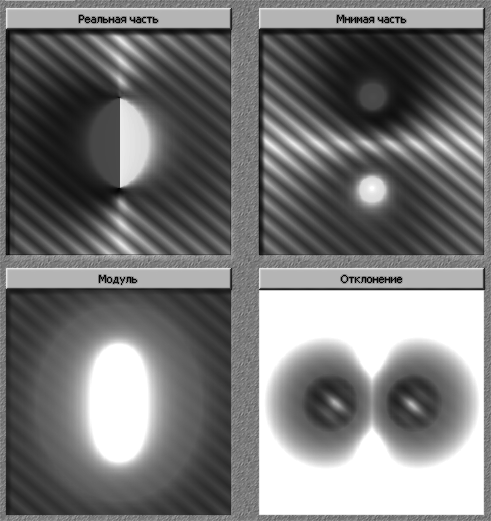 Реальная часть
Мнимая часть
Модуль
Отклонение